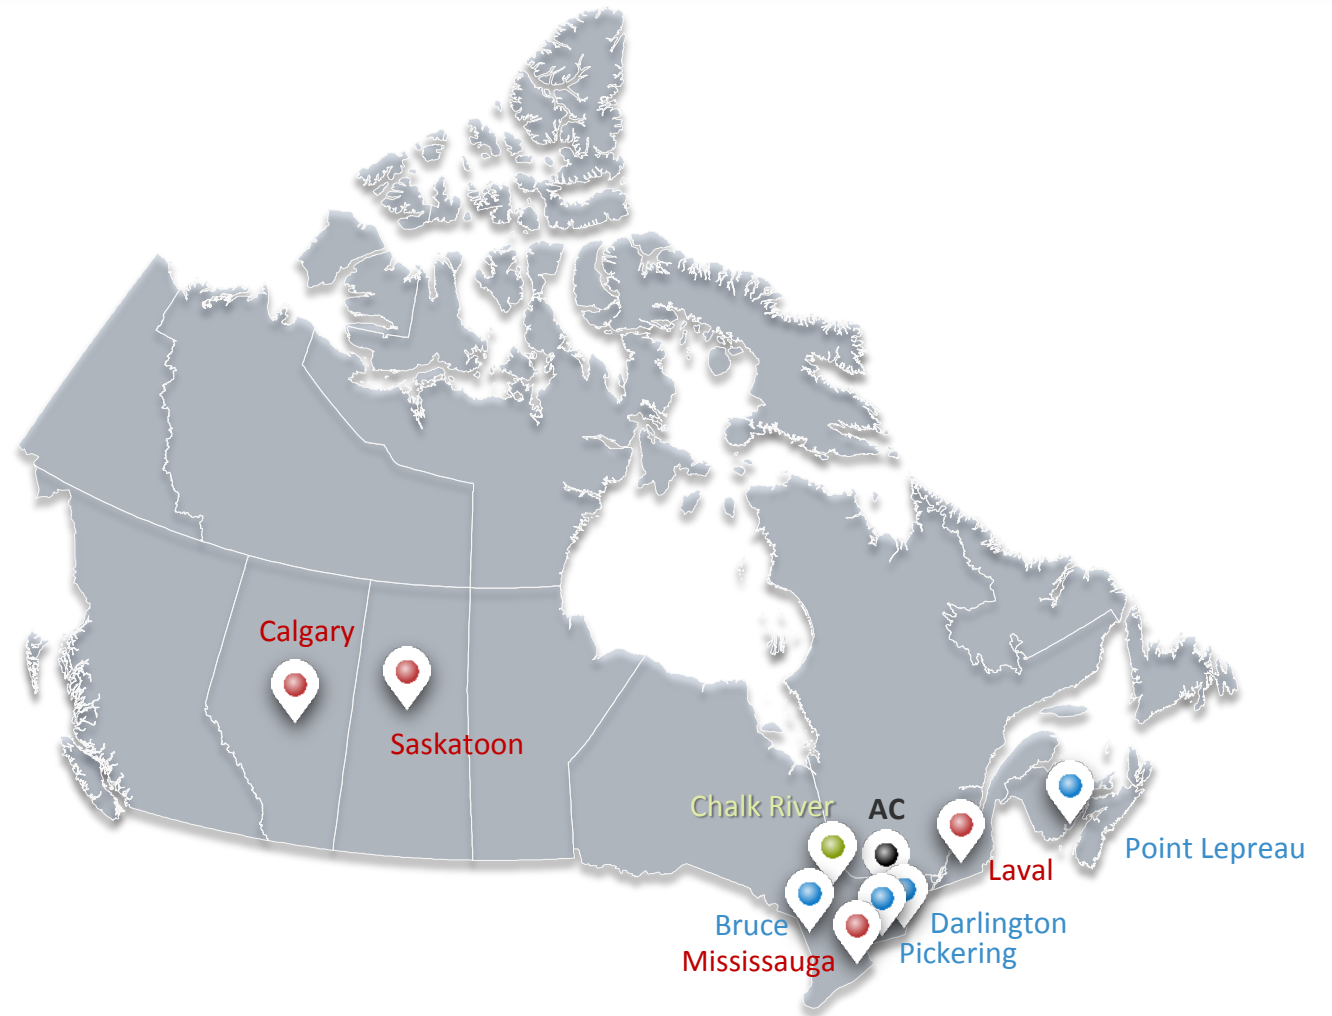 Calgary
Saskatoon
Chalk River
AC
Point Lepreau
Laval
Bruce
Darlington
Mississauga
Pickering